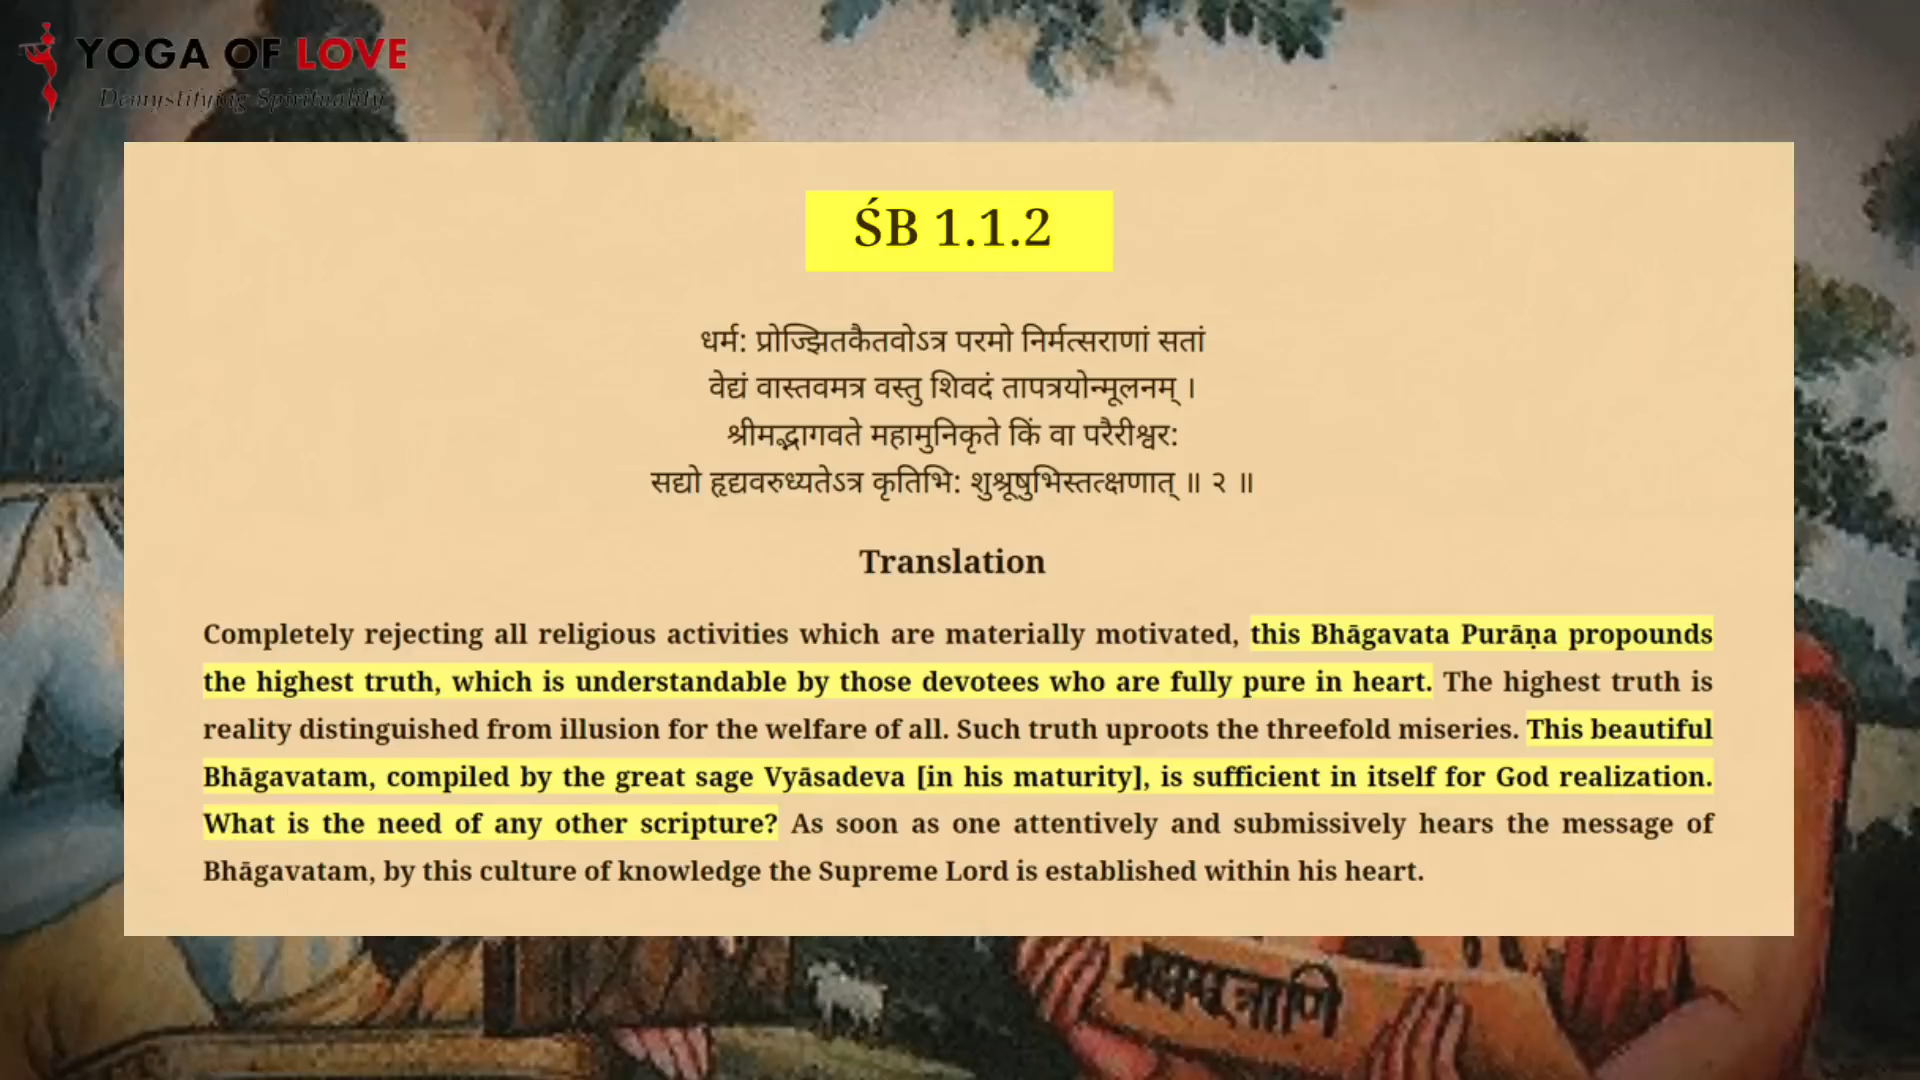 YOGA OF LOVE
Demystifying Spirituality
ŚB 1.1.2
धर्म: प्रोज्झितकैतवोऽत्र परमो निर्मत्सराणां सतां
वेद्यं वास्तवमत्र वस्तु शिवदं तापत्रयोन्मूलनम् ।
श्रीमद्भागवते महामुनिकृते किं वा परैरीश्वर:
सद्यो हृद्यवरुध्यतेऽत्र कृतिभि: शुश्रूषुभिस्तत्क्षणात् ॥ २ ॥
Translation
Completely rejecting all religious activities which are materially motivated, this Bhāgavata Purāṇa propounds
the highest truth, which is understandable by those devotees who are fully pure in heart. The highest truth is
reality distinguished from illusion for the welfare of all. Such truth uproots the threefold miseries. This beautiful
Bhāgavatam, compiled by the great sage Vyāsadeva [in his maturity], is sufficient in itself for God realization.
What is the need of any other scripture? As soon as one attentively and submissively hears the message of
Bhāgavatam, by this culture of knowledge the Supreme Lord is established within his heart.